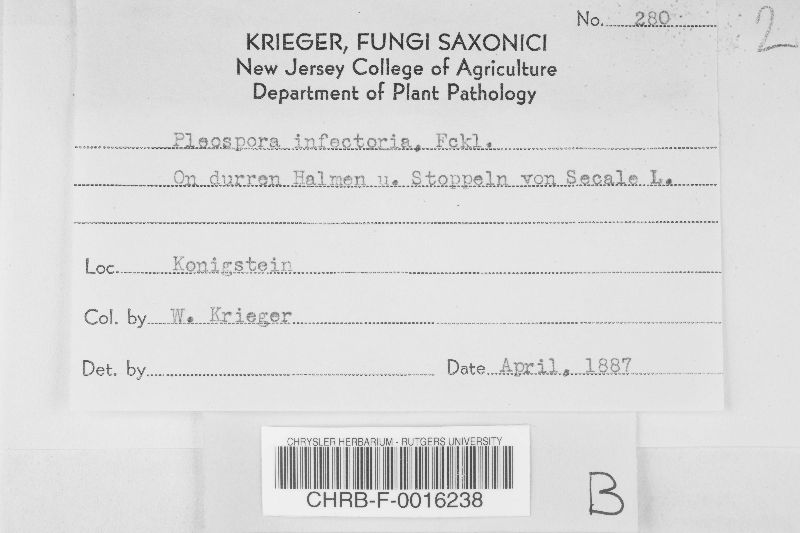 No. 280
2
KRIEGER, FUNGI SAXONICI
New Jersey College of Agriculture
Department of Plant Pathology
Pleospora infectoria, Fckl.
On durren Halmen u. Stoppeln von Secale L.
Loc. Konigstein
Col. by W. Krieger
Det. by
Date April, 1887
CHRYSLER HERBARIUM - RUTGERS UNIVERSITY
CHRB-F-0016238
B